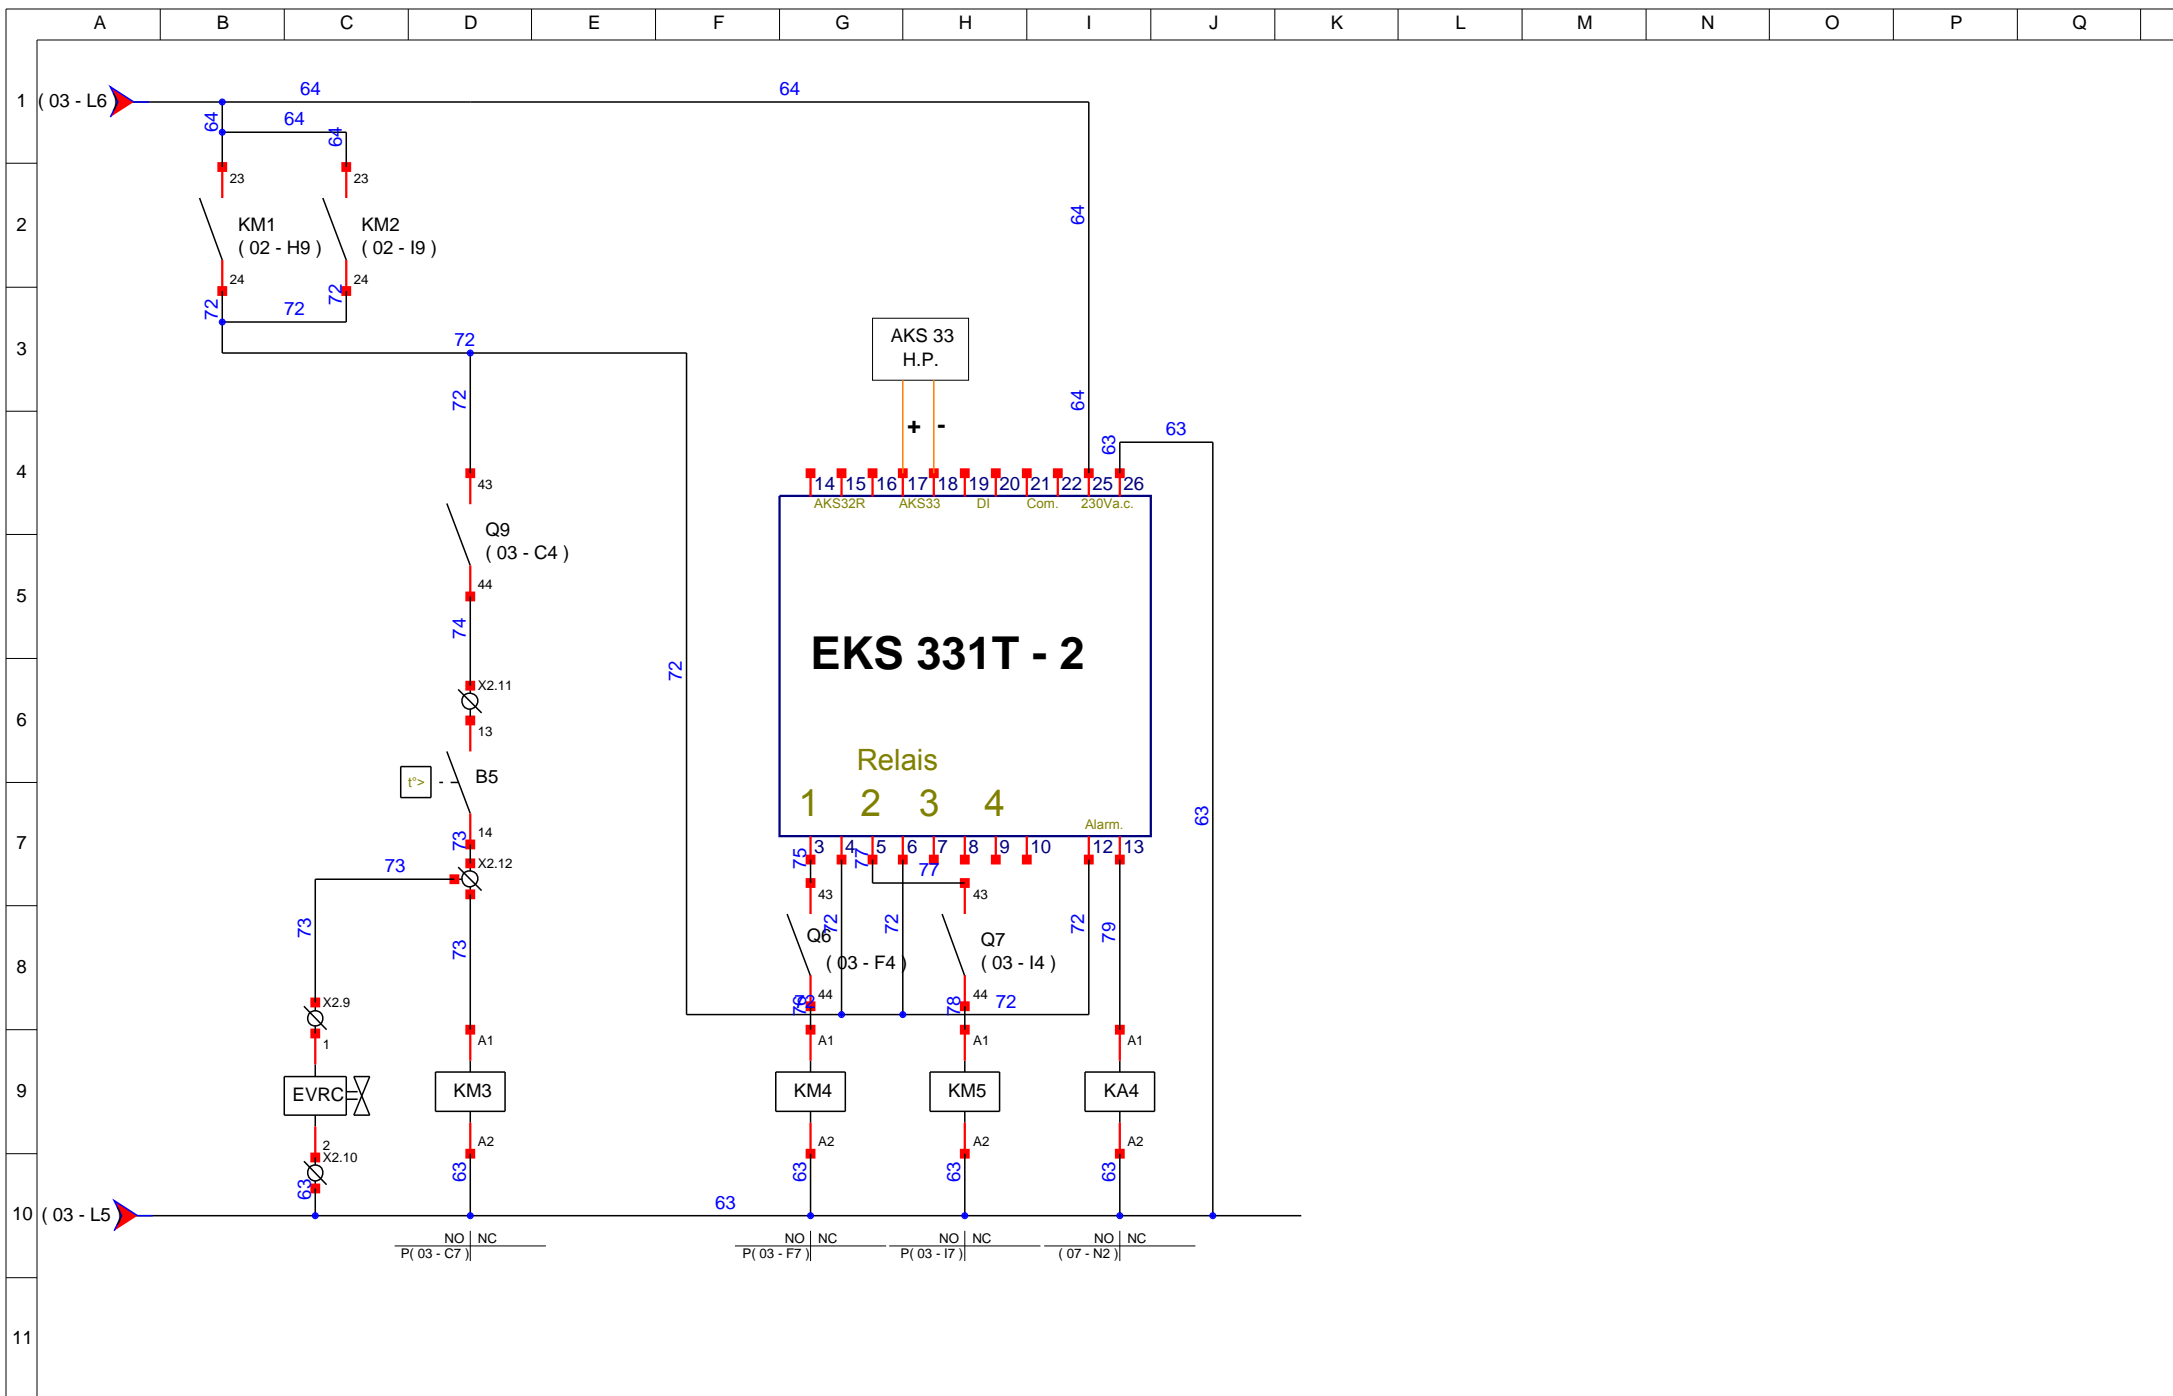 A B C D E F G H I J K L M N O P Q
1 ( 03 - L6
64 64
64 64 64
23 23
2 KM1 KM2 64
( 02 - H9 ) ( 02 - I9 )
24 24
72 72 72
3 72 AKS 33
H.P.
72 64
+ -
63 63
4
43 14 15 16 17 18 19 20 21 22 25 26
AKS32R AKS33 DI Com. 230Va.c.
Q9
( 03 - C4 )
44
5
74
EKS 331T - 2
72
X2.11
6
13
Relais
t°> B5
1 2 3 4
63
Alarm.
14
7 73
75 3 4 77 5 6 7 8 9 10 12 13
X2.12
73 77
43 43
73 73 72 72 72 79
Q6 Q7
8 ( 03 - F4 ) ( 03 - I4 )
44 44
X2.9 76 72 78 72
1 A1 A1 A1 A1
9 EVRC KM3 KM4 KM5 KA4
2 A2 A2 A2 A2
X2.10
63 63 63 63 63
10 ( 03 - L5 63
NO NC NO NC NO NC NO NC
P( 03 - C7 ) P( 03 - F7 ) P( 03 - I7 ) ( 07 - N2 )
11